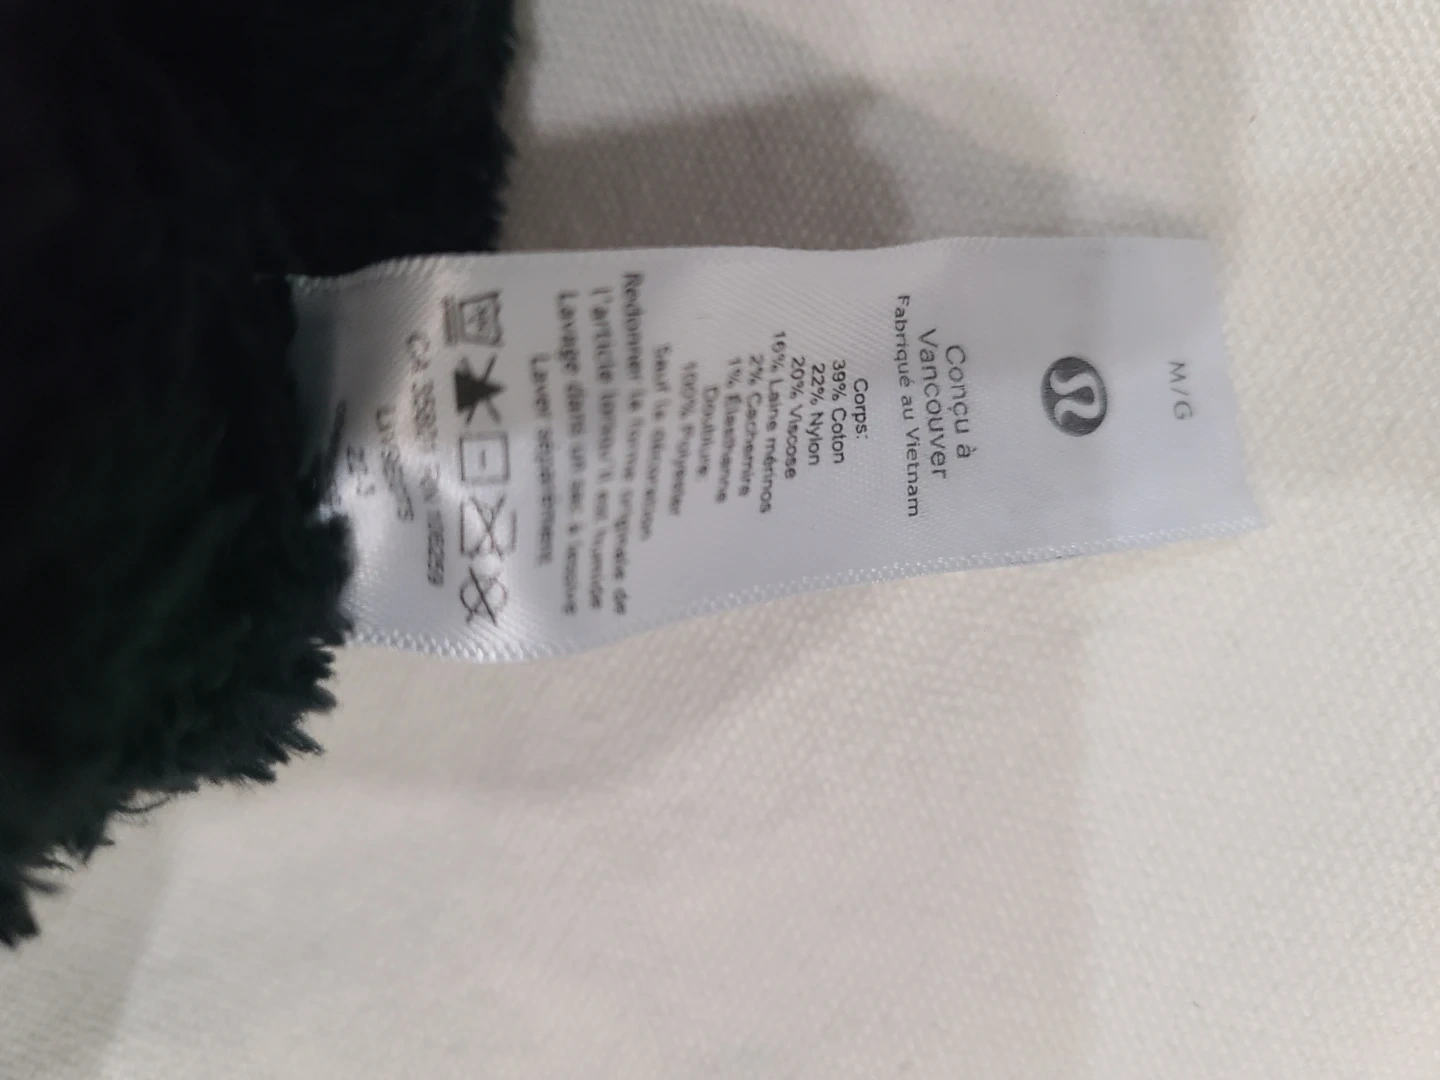 M/G
Conçu à
Vancouver
Fabriqué au Vietnam
Corps:
39% Coton
22% Nylon
20% Viscose
16% Laine mérinos
2% Cachemire
1% Élasthanne
Doublure:
100% Polyester
Sauf la décoration
Redonner la forme originale de
l'article lorsqu'il est humide
Lavage dans un sac à lessive
Laver séparément
CA